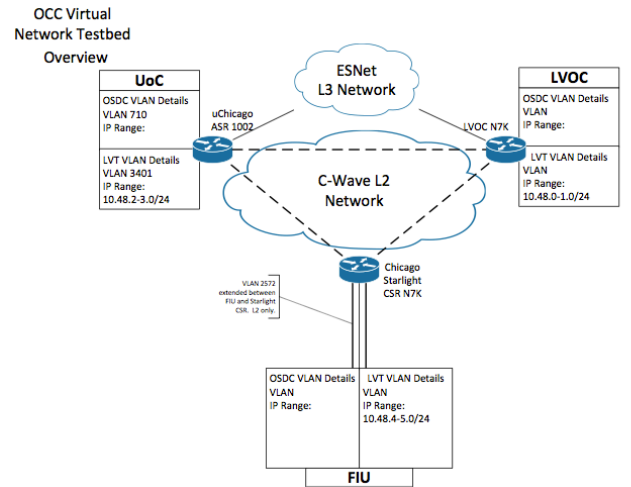 OCC Virtual
Network Testbed
Overview
UoC
OSDC VLAN Details
VLAN 710
IP Range:
LVT VLAN Details
VLAN 3401
IP Range:
10.48.2-3.0/24
uChicago
ASR 1002
ESNet
L3 Network
LVOC N7K
LVOC
OSDC VLAN Details
VLAN
IP Range:
LVT VLAN Details
VLAN
IP Range:
10.48.0-1.0/24
C-Wave L2
Network
Chicago
Starlight
CSR N7K
VLAN 2572
extended between
FIU and Starlight
CSR. L2 only.
OSDC VLAN Details
VLAN
IP Range:
LVT VLAN Details
VLAN
IP Range:
10.48.4-5.0/24
FIU